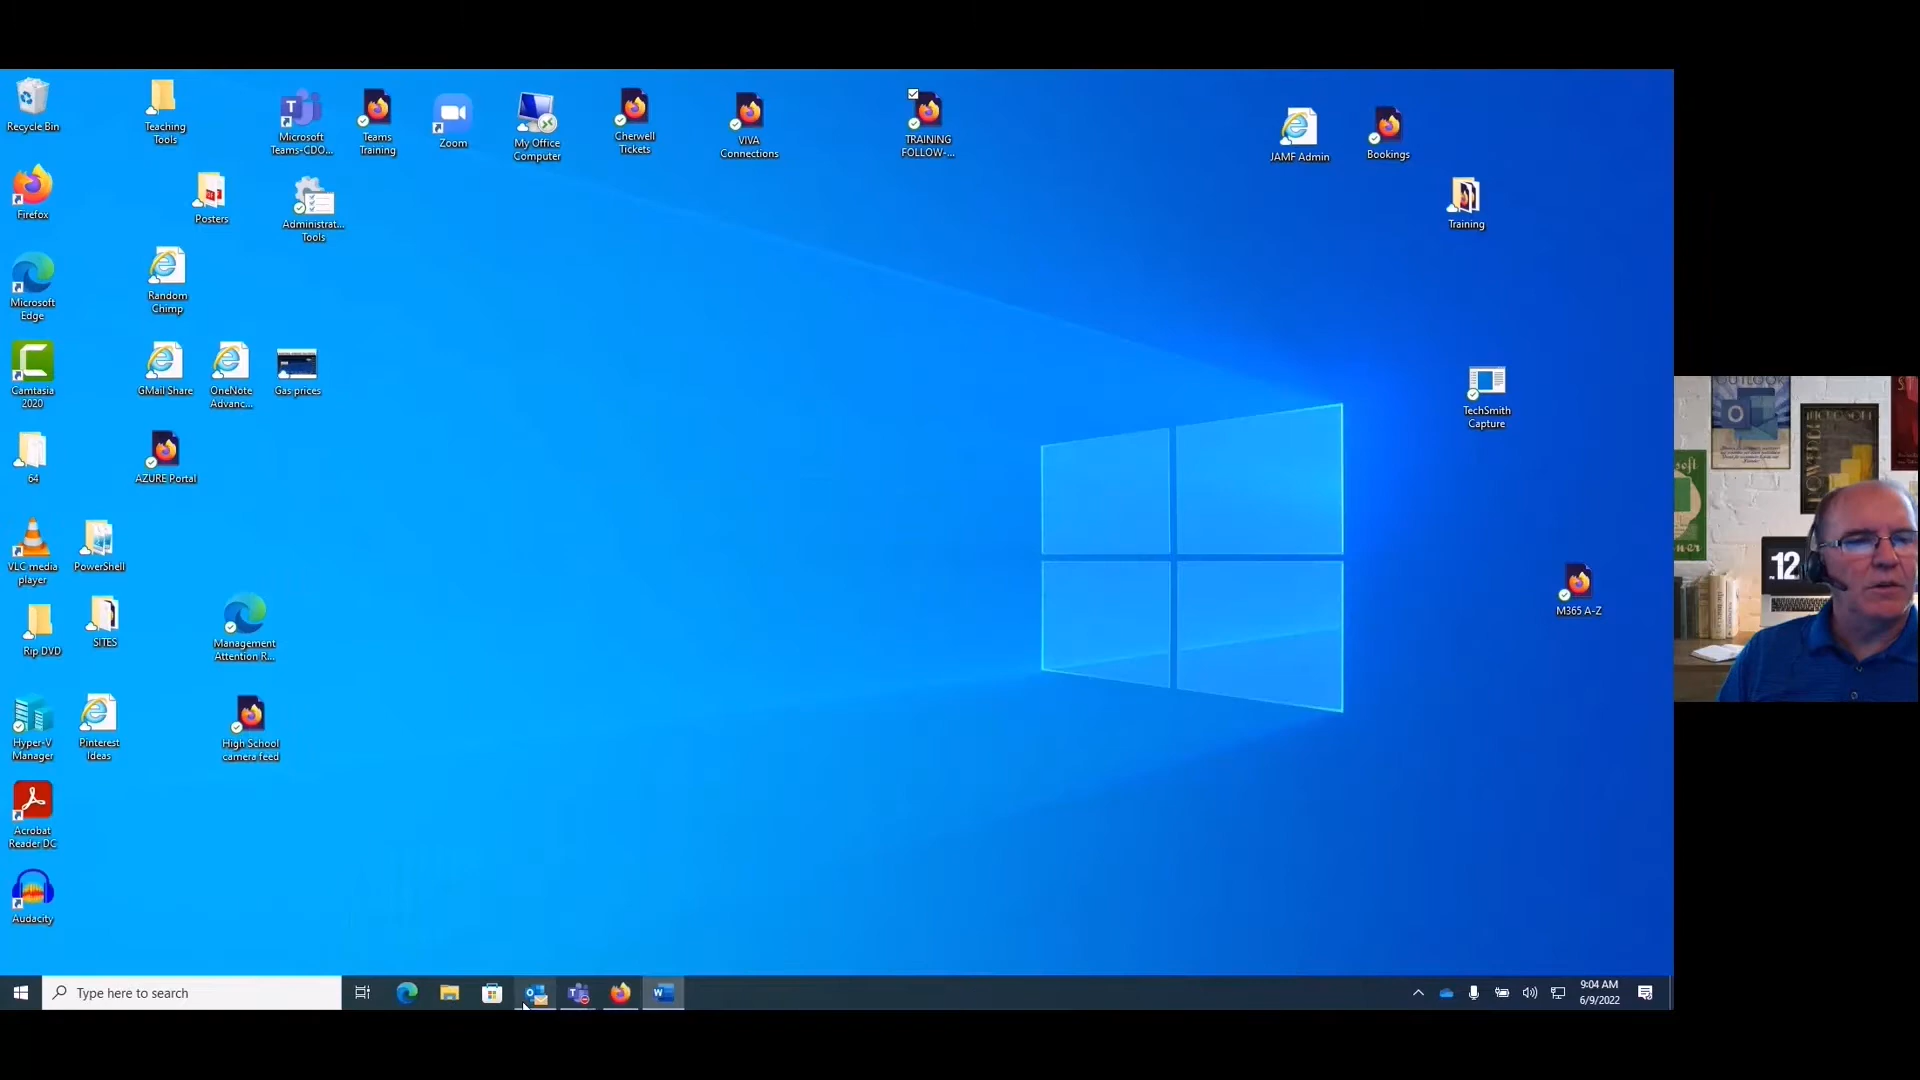 Recycle Bin
Teaching
Tools
Microsoft
Teams-CDO...
Teams
Training
Zoom
My Office
Computer
Cherwell
Tickets
VIVA
Connections
TRAINING
FOLLOW-...
JAMF Admin
Bookings
Firefox
Posters
Administrat...
Tools
Training
Microsoft
Edge
Random
Chimp
Camtasia
2020
GMail Share
OneNote
Advanc...
Gas prices
TechSmith
Capture
OUTLOOK
64
AZURE Portal
VLC media
player
PowerShell
12
Rip DVD
SITES
Management
Attention R...
M365 A-Z
Hyper-V
Manager
Pinterest
Ideas
High School
camera feed
Acrobat
Reader DC
Audacity
Type here to search
9:04 AM
6/9/2022